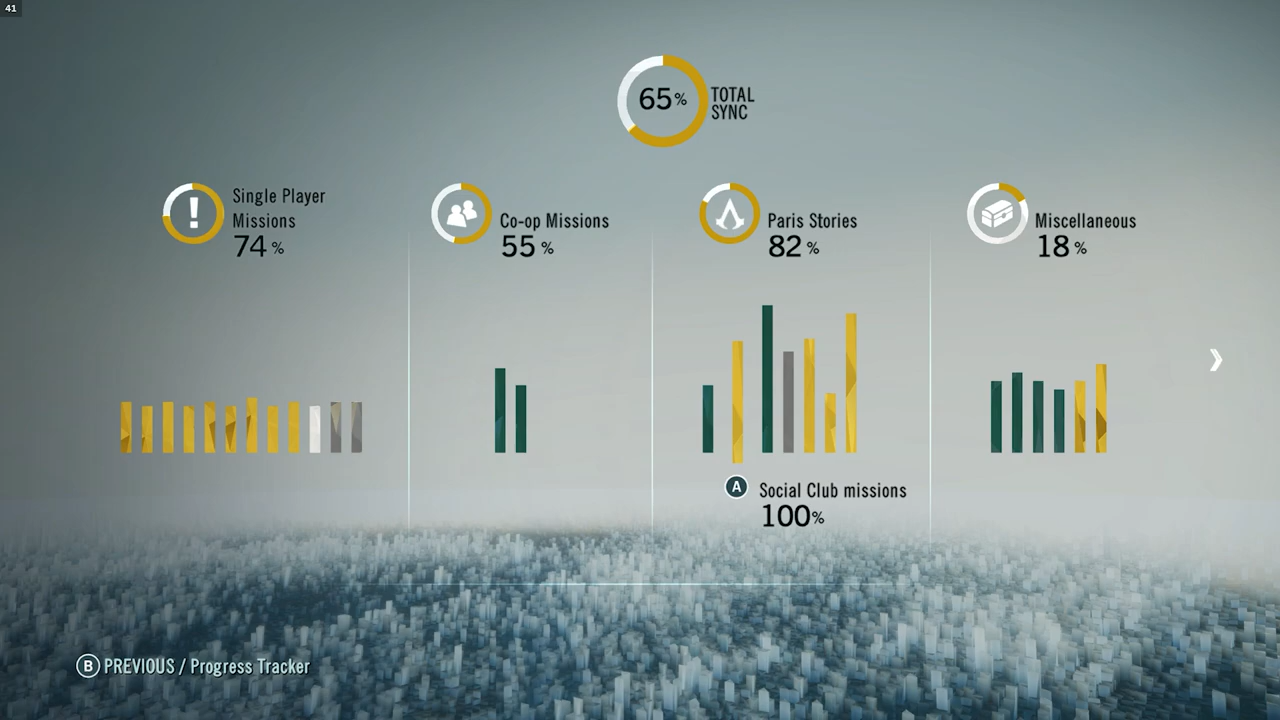 41
65%
TOTAL
SYNC
Single Player
Missions
74 %
Co-op Missions
55 %
Paris Stories
82 %
Miscellaneous
18 %
A Social Club missions
100%
B PREVIOUS / Progress Tracker